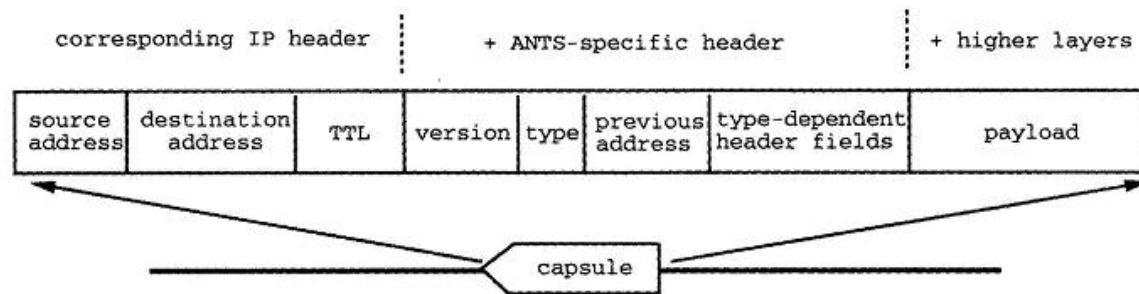 corresponding IP header + ANTS-specific header + higher layers
source address
destination address
TTL
version
type
previous address
type-dependent header fields
payload
capsule